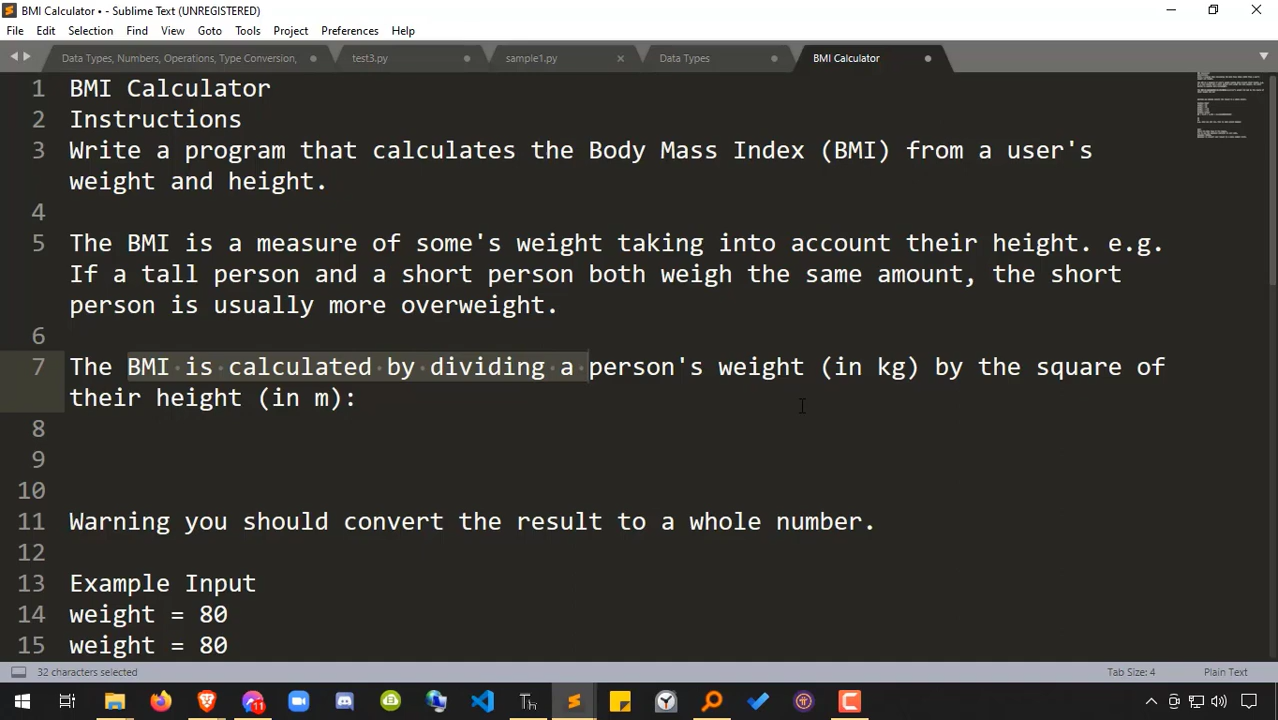 BMI Calculator • - Sublime Text (UNREGISTERED)
File Edit Selection Find View Goto Tools Project Preferences Help
Data Types, Numbers, Operations, Type Conversion, test3.py sample1.py Data Types BMI Calculator
1 BMI Calculator
2 Instructions
3 Write a program that calculates the Body Mass Index (BMI) from a user's
weight and height.
4
5 The BMI is a measure of some's weight taking into account their height. e.g.
If a tall person and a short person both weigh the same amount, the short
person is usually more overweight.
6
7 The BMI is calculated by dividing a person's weight (in kg) by the square of
their height (in m):
8
9
10
11 Warning you should convert the result to a whole number.
12
13 Example Input
14 weight = 80
15 weight = 80
32 characters selected Tab Size: 4 Plain Text
11 Th